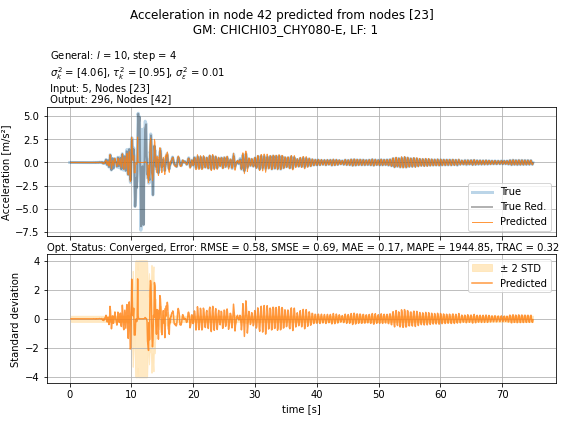 Acceleration in node 42 predicted from nodes [23]
GM: CHICHI03_CHY080-E, LF: 1
General: l = 10, step = 4
σ²ₖ = [4.06], τ²ₖ = [0.95], σ²ε = 0.01
Input: 5, Nodes [23]
Output: 296, Nodes [42]
Acceleration [m/s²]
5.0
2.5
0.0
−2.5
−5.0
−7.5
True
True Red.
Predicted
Opt. Status: Converged, Error: RMSE = 0.58, SMSE = 0.69, MAE = 0.17, MAPE = 1944.85, TRAC = 0.32
Standard deviation
4
2
0
−2
−4
± 2 STD
Predicted
0 10 20 30 40 50 60 70
time [s]